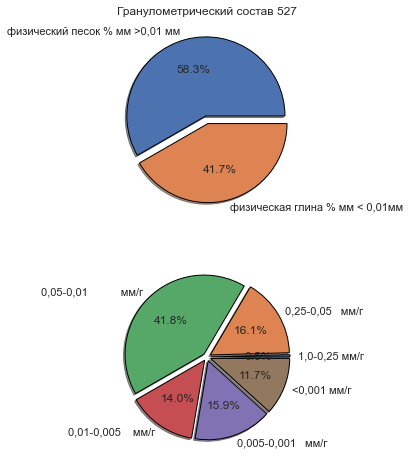 Гранулометрический состав 527
физический песок % мм >0,01 мм
58.3%
41.7%
физическая глина % мм < 0,01мм
0,05-0,01 мм/г
41.8%
0,25-0,05 мм/г
16.1%
1,0-0,25 мм/г
11.7%
<0,001 мм/г
14.0%
15.9%
0,01-0,005 мм/г
0,005-0,001 мм/г